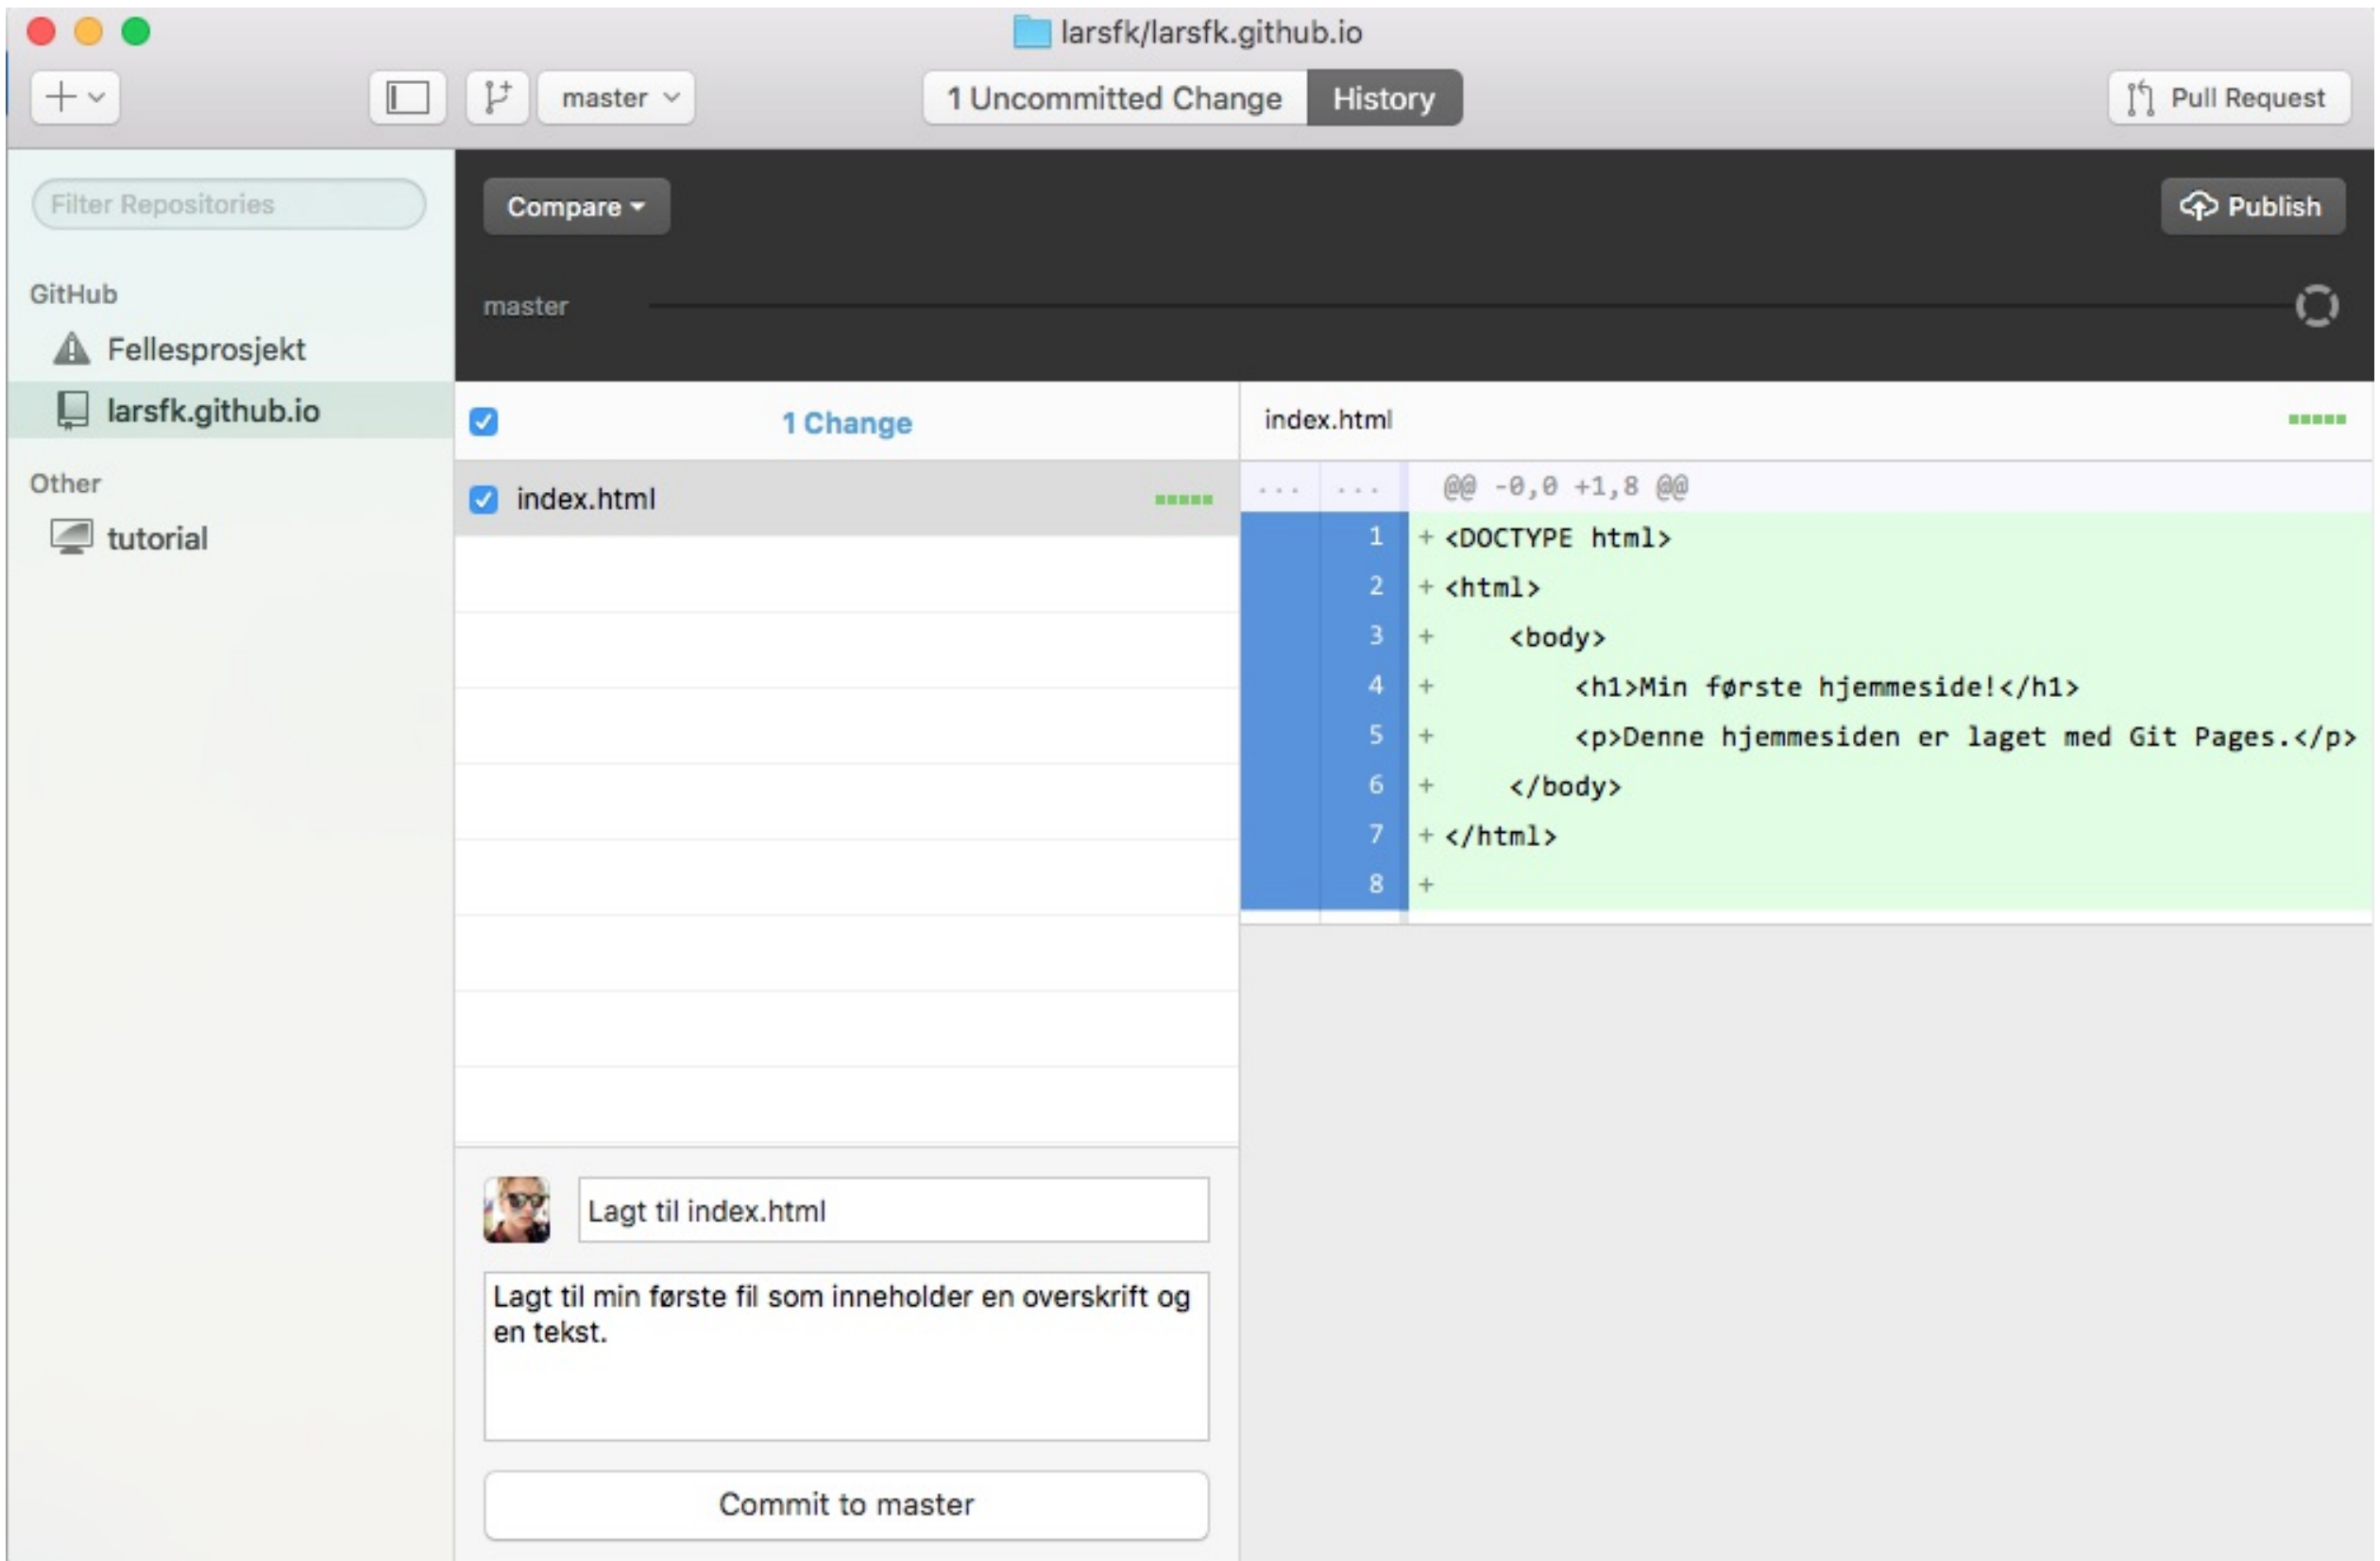 larsfk/larsfk.github.io
master
1 Uncommitted Change
History
Pull Request
Filter Repositories
GitHub
Fellesprosjekt
larsfk.github.io
Other
tutorial
Compare
Publish
master
1 Change
index.html
index.html
... ... @@ -0,0 +1,8 @@
1 + <DOCTYPE html>
2 + <html>
3 +     <body>
4 +         <h1>Min første hjemmeside!</h1>
5 +         <p>Denne hjemmesiden er laget med Git Pages.</p>
6 +     </body>
7 + </html>
8 +
Lagt til index.html
Lagt til min første fil som inneholder en overskrift og
en tekst.
Commit to master